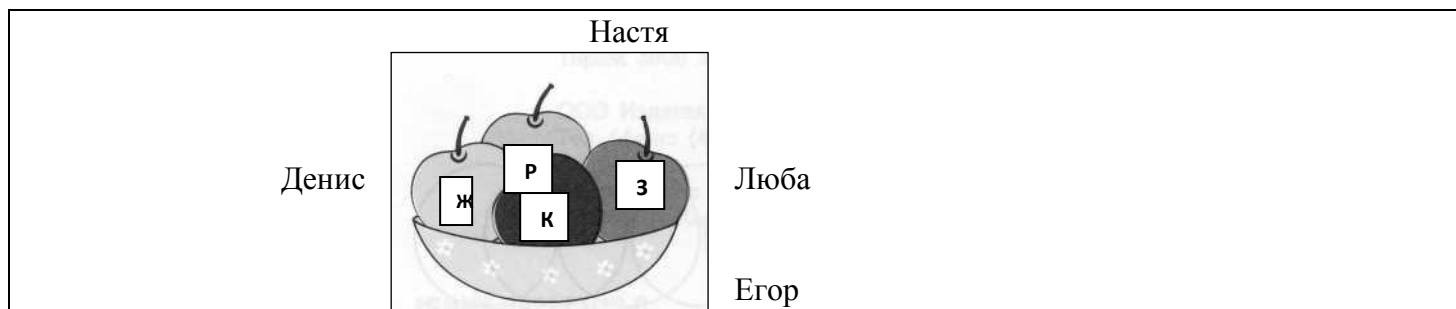 Настя
Денис
Ж
Р
К
З
Люба
Егор